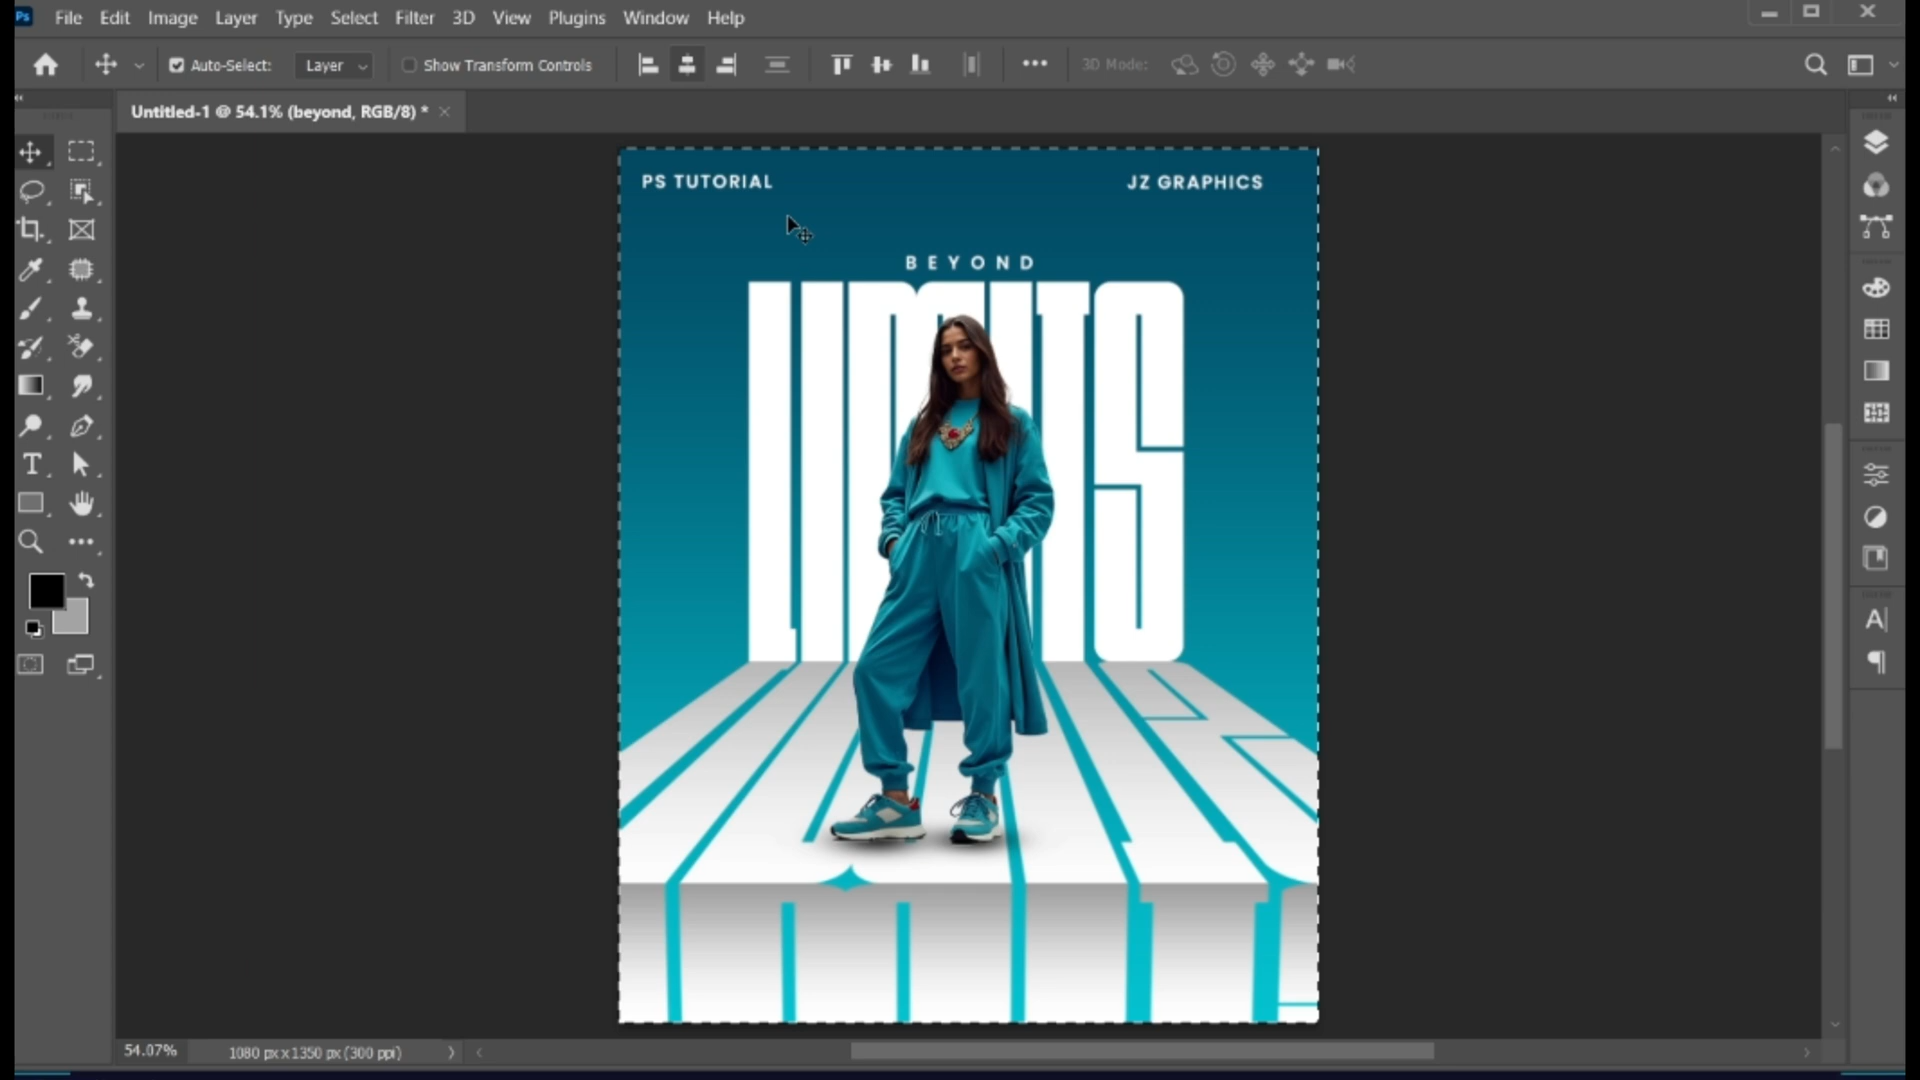 Ps File Edit Image Layer Type Select Filter 3D View Plugins Window Help
Auto-Select: Layer Show Transform Controls 3D Mode:
Untitled-1 @ 54.1% (beyond, RGB/8) *
PS TUTORIAL JZ GRAPHICS
BEYOND
LIMITS
54.07% 1080 px x 1350 px (300 ppi)